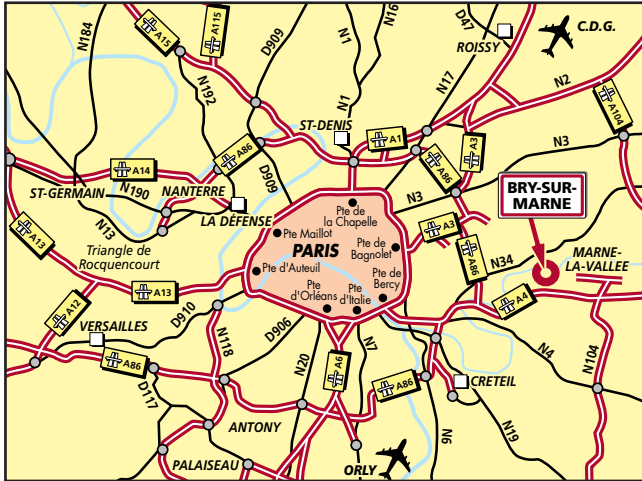 N184
A15
A115
D909
N1
N16
D47
ROISSY
C.D.G.
N192
N17
N2
A104
ST-DENIS
N1
A1
A3
A86
N3
A86
D909
A14
ST-GERMAIN
N190
NANTERRE
LA DÉFENSE
N13
N3
BRY-SUR-
MARNE
Pte de
la Chapelle
Pte Maillot
PARIS
Pte de
Bagnolet
A3
A13
Triangle de
Rocquencourt
Pte d'Auteuil
Pte de
Bercy
Pte
d'Orléans
Pte
d'Italie
A86
N34
MARNE-
LA-VALLEE
A13
A12
D910
A4
VERSAILLES
N118
D906
N20
A6
N7
N4
N104
A86
D117
A86
CRETEIL
ANTONY
N6
N19
PALAISEAU
ORLY